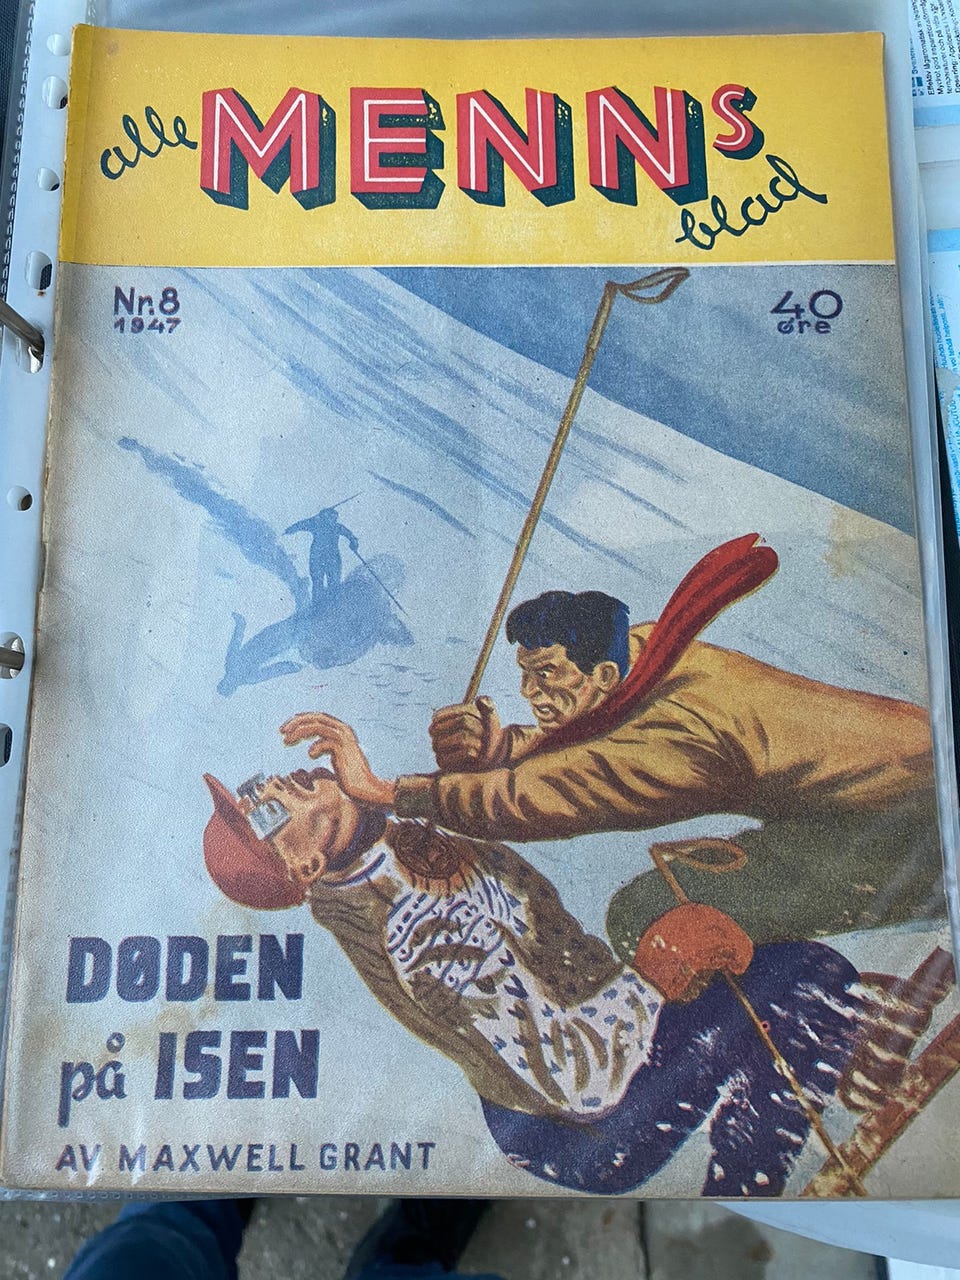 alle MENNs
blad
Nr. 8
1947
40
øre
DØDEN
på ISEN
AV MAXWELL GRANT